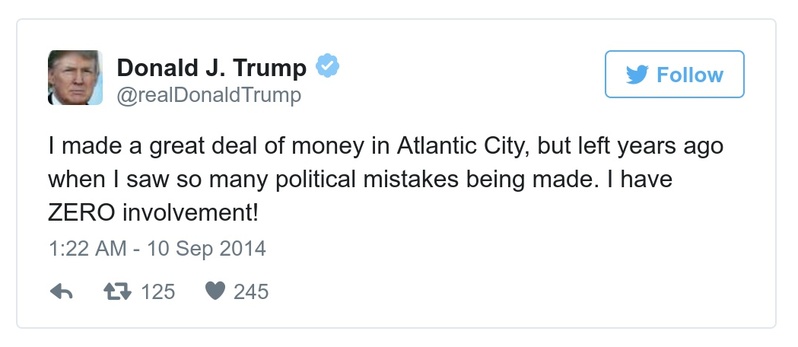 Donald J. Trump
@realDonaldTrump
Follow
I made a great deal of money in Atlantic City, but left years ago
when I saw so many political mistakes being made. I have
ZERO involvement!
1:22 AM - 10 Sep 2014
125 245